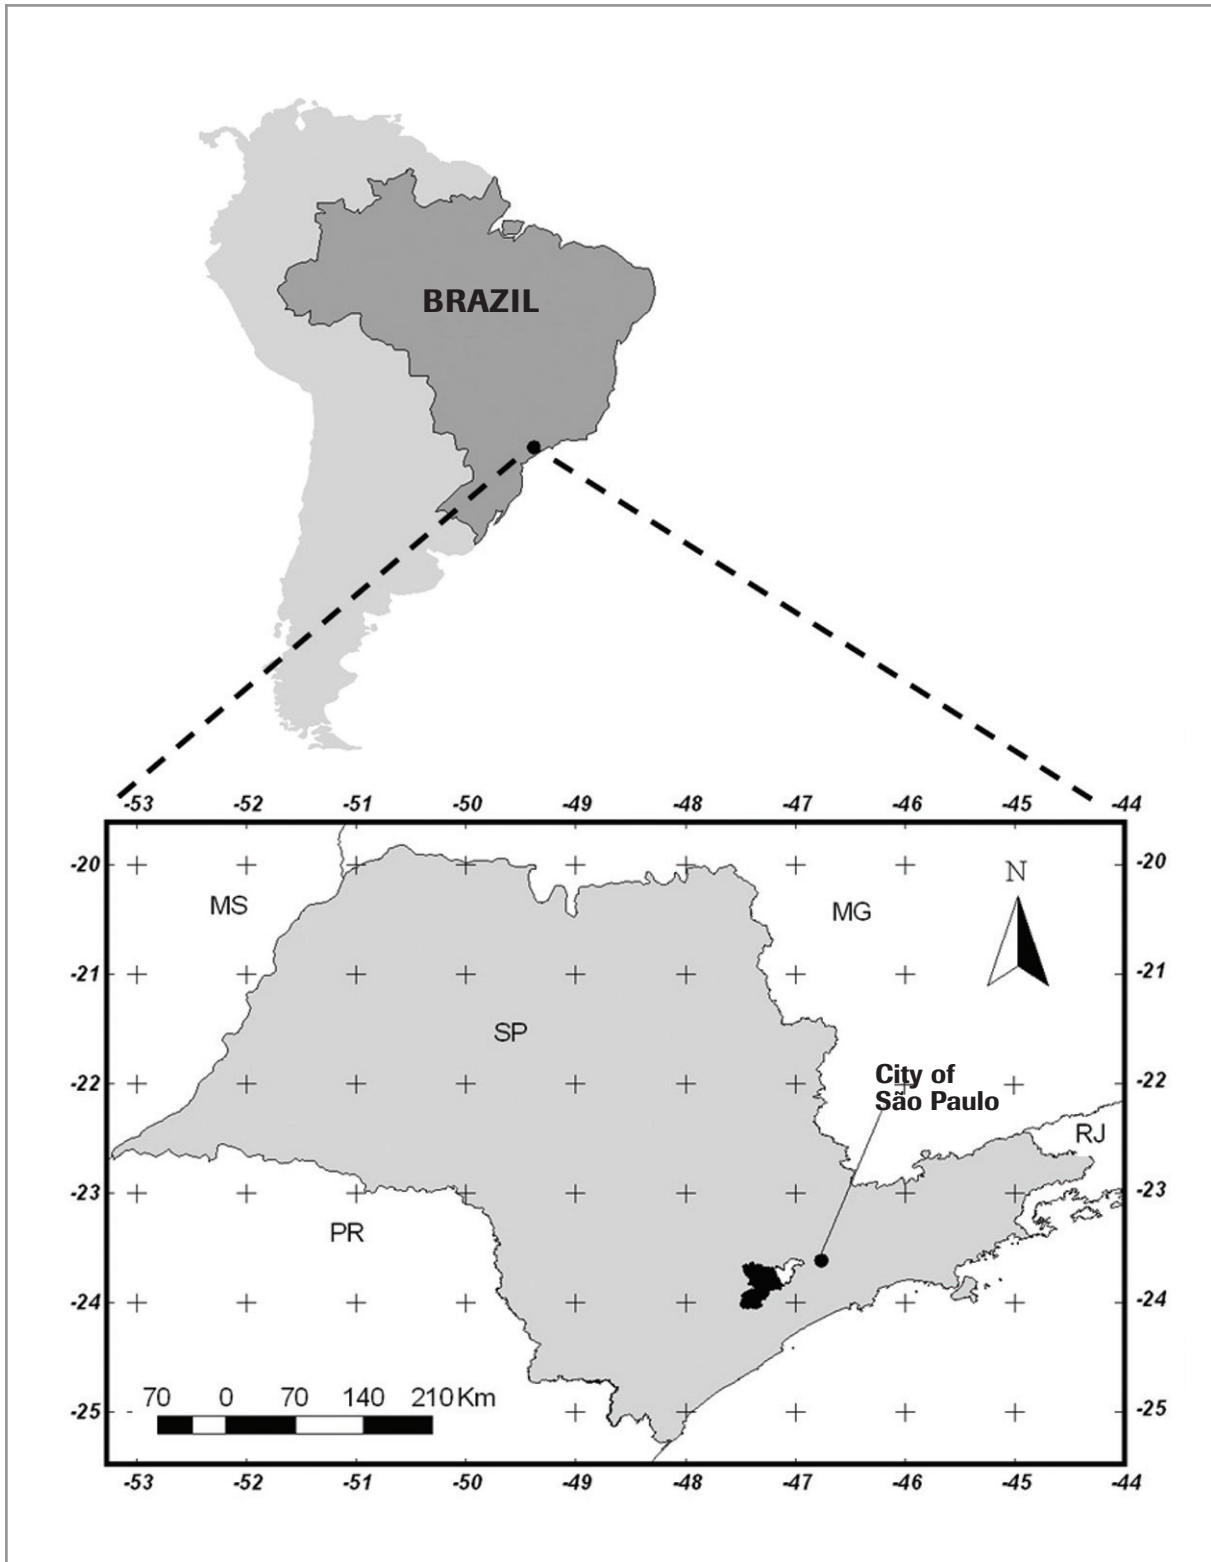 BRAZIL
-53 -52 -51 -50 -49 -48 -47 -46 -45 -44
-20 -20
MS MG N
-21 -21
SP
-22 -22
City of
São Paulo
RJ
-23 -23
PR
-24 -24
70 0 70 140 210 Km
-25 -25
-53 -52 -51 -50 -49 -48 -47 -46 -45 -44